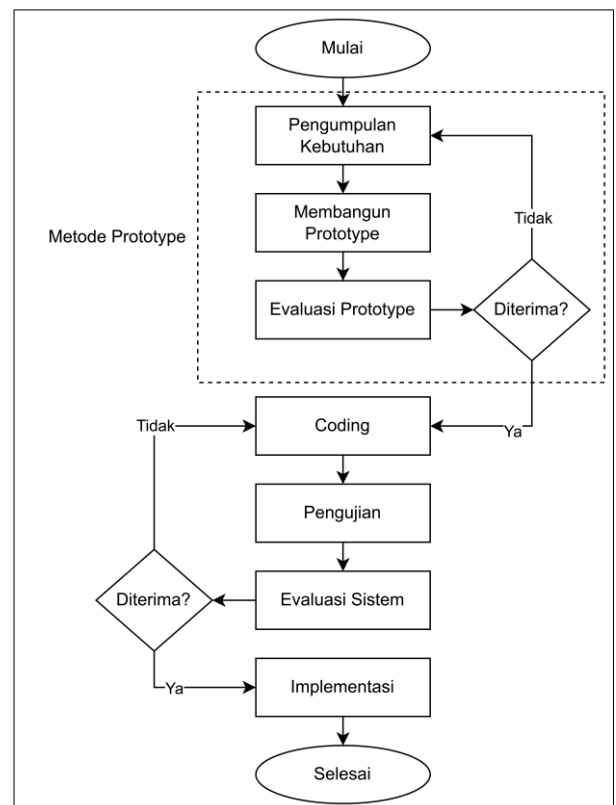 Mulai
Pengumpulan
Kebutuhan
Membangun
Prototype
Tidak
Metode Prototype
Evaluasi Prototype
Diterima?
Tidak
Coding
Ya
Pengujian
Diterima?
Evaluasi Sistem
Ya
Implementasi
Selesai